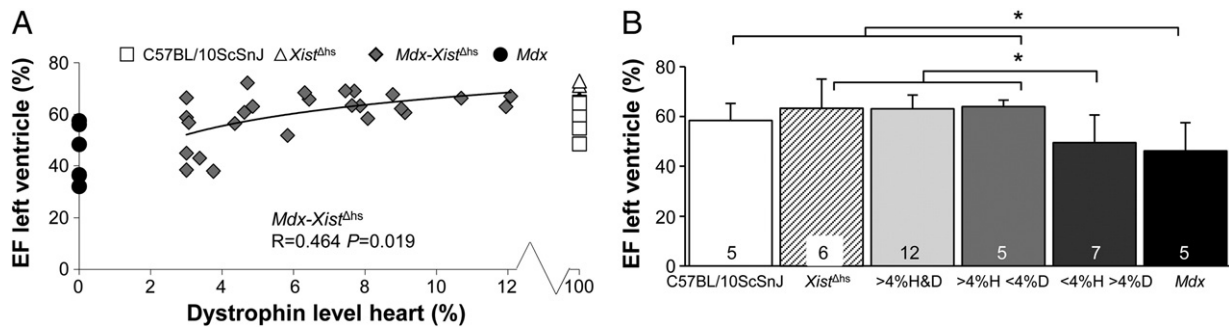 A
□ C57BL/10ScSnJ △ Xist^Δhs ◆ Mdx-Xist^Δhs ● Mdx
EF left ventricle (%)
80
60
40
20
0
Mdx-Xist^Δhs
R=0.464 P=0.019
0 2 4 6 8 10 12 100
Dystrophin level heart (%)
B
*
*
EF left ventricle (%)
80
60
40
20
0
5 6 12 5 7 5
C57BL/10ScSnJ Xist^Δhs >4%H&D >4%H <4%D <4%H >4%D Mdx